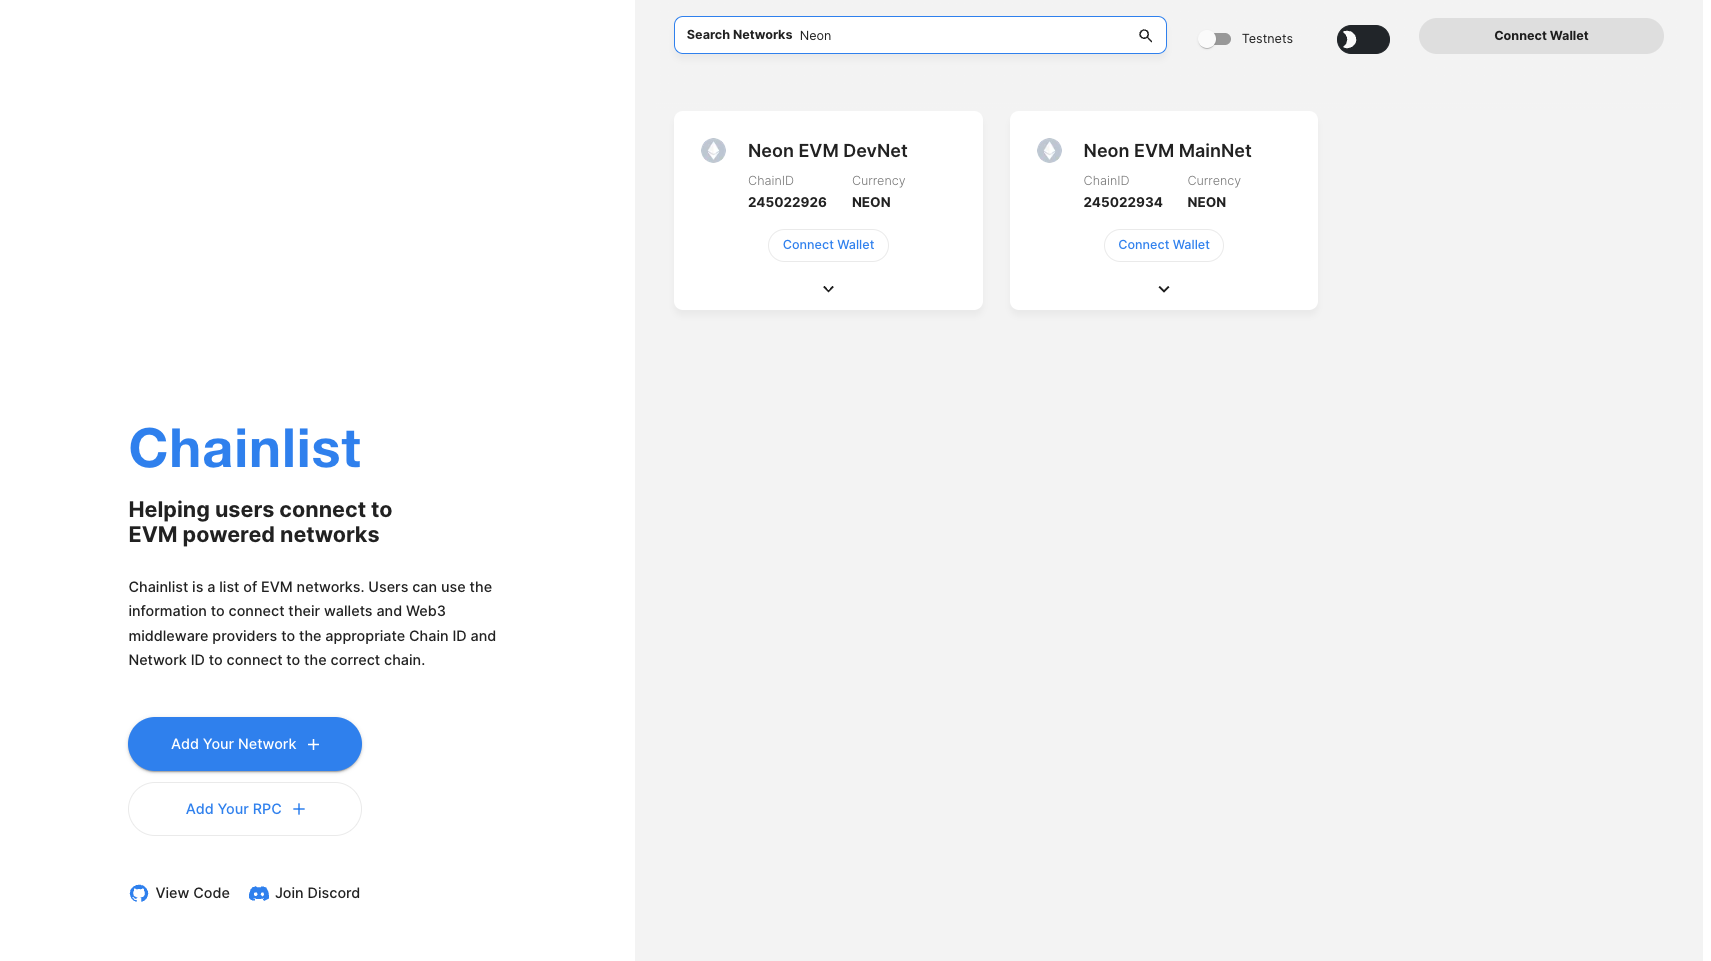 Search Networks Neon
Testnets
Connect Wallet
Neon EVM DevNet
ChainID Currency
245022926 NEON
Connect Wallet
Neon EVM MainNet
ChainID Currency
245022934 NEON
Connect Wallet
Chainlist
Helping users connect to
EVM powered networks
Chainlist is a list of EVM networks. Users can use the
information to connect their wallets and Web3
middleware providers to the appropriate Chain ID and
Network ID to connect to the correct chain.
Add Your Network +
Add Your RPC +
View Code Join Discord